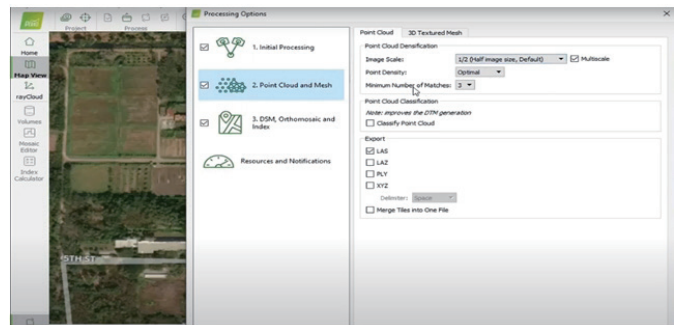 Processing Options
Project
Process
Home
Map View
rayCloud
Volumes
Mosaic
Editor
Index
Calculator
5TH ST
1. Initial Processing
2. Point Cloud and Mesh
3. DSM, Orthomosaic and
Index
Resources and Notifications
Point Cloud
3D Textured Mesh
Point Cloud Densification
Image Scale: 1/2 (Half image size, Default) Multiscale
Point Density: Optimal
Minimum Number of Matches: 3
Point Cloud Classification
Note: improves the DTM generation
Classify Point Cloud
Export
LAS
LAZ
PLY
XYZ
Delimiter: Space
Merge Tiles into One File